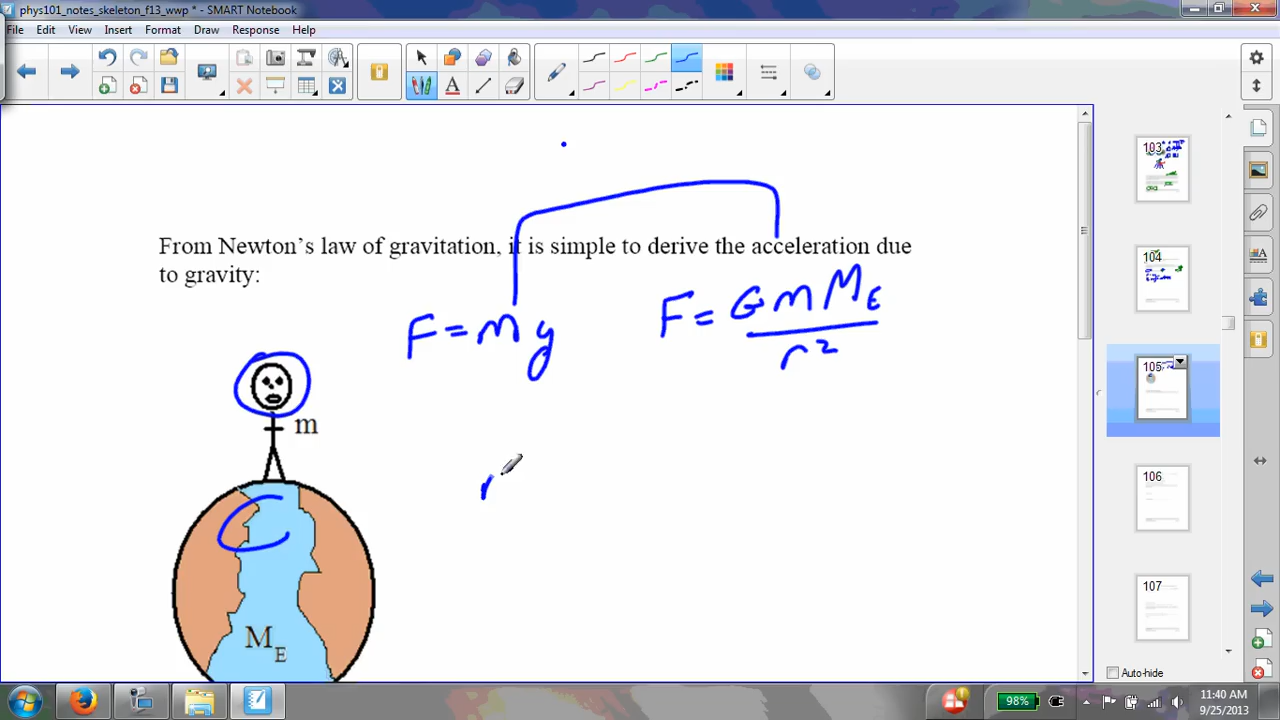 phys101_notes_skeleton_f13_wwp * - SMART Notebook
File Edit View Insert Format Draw Response Help
From Newton's law of gravitation, it is simple to derive the acceleration due
to gravity:
F = mg
F = G m M_E
r²
m
r
M_E
103
104
105
106
107
Auto-hide
98%
11:40 AM
9/25/2013